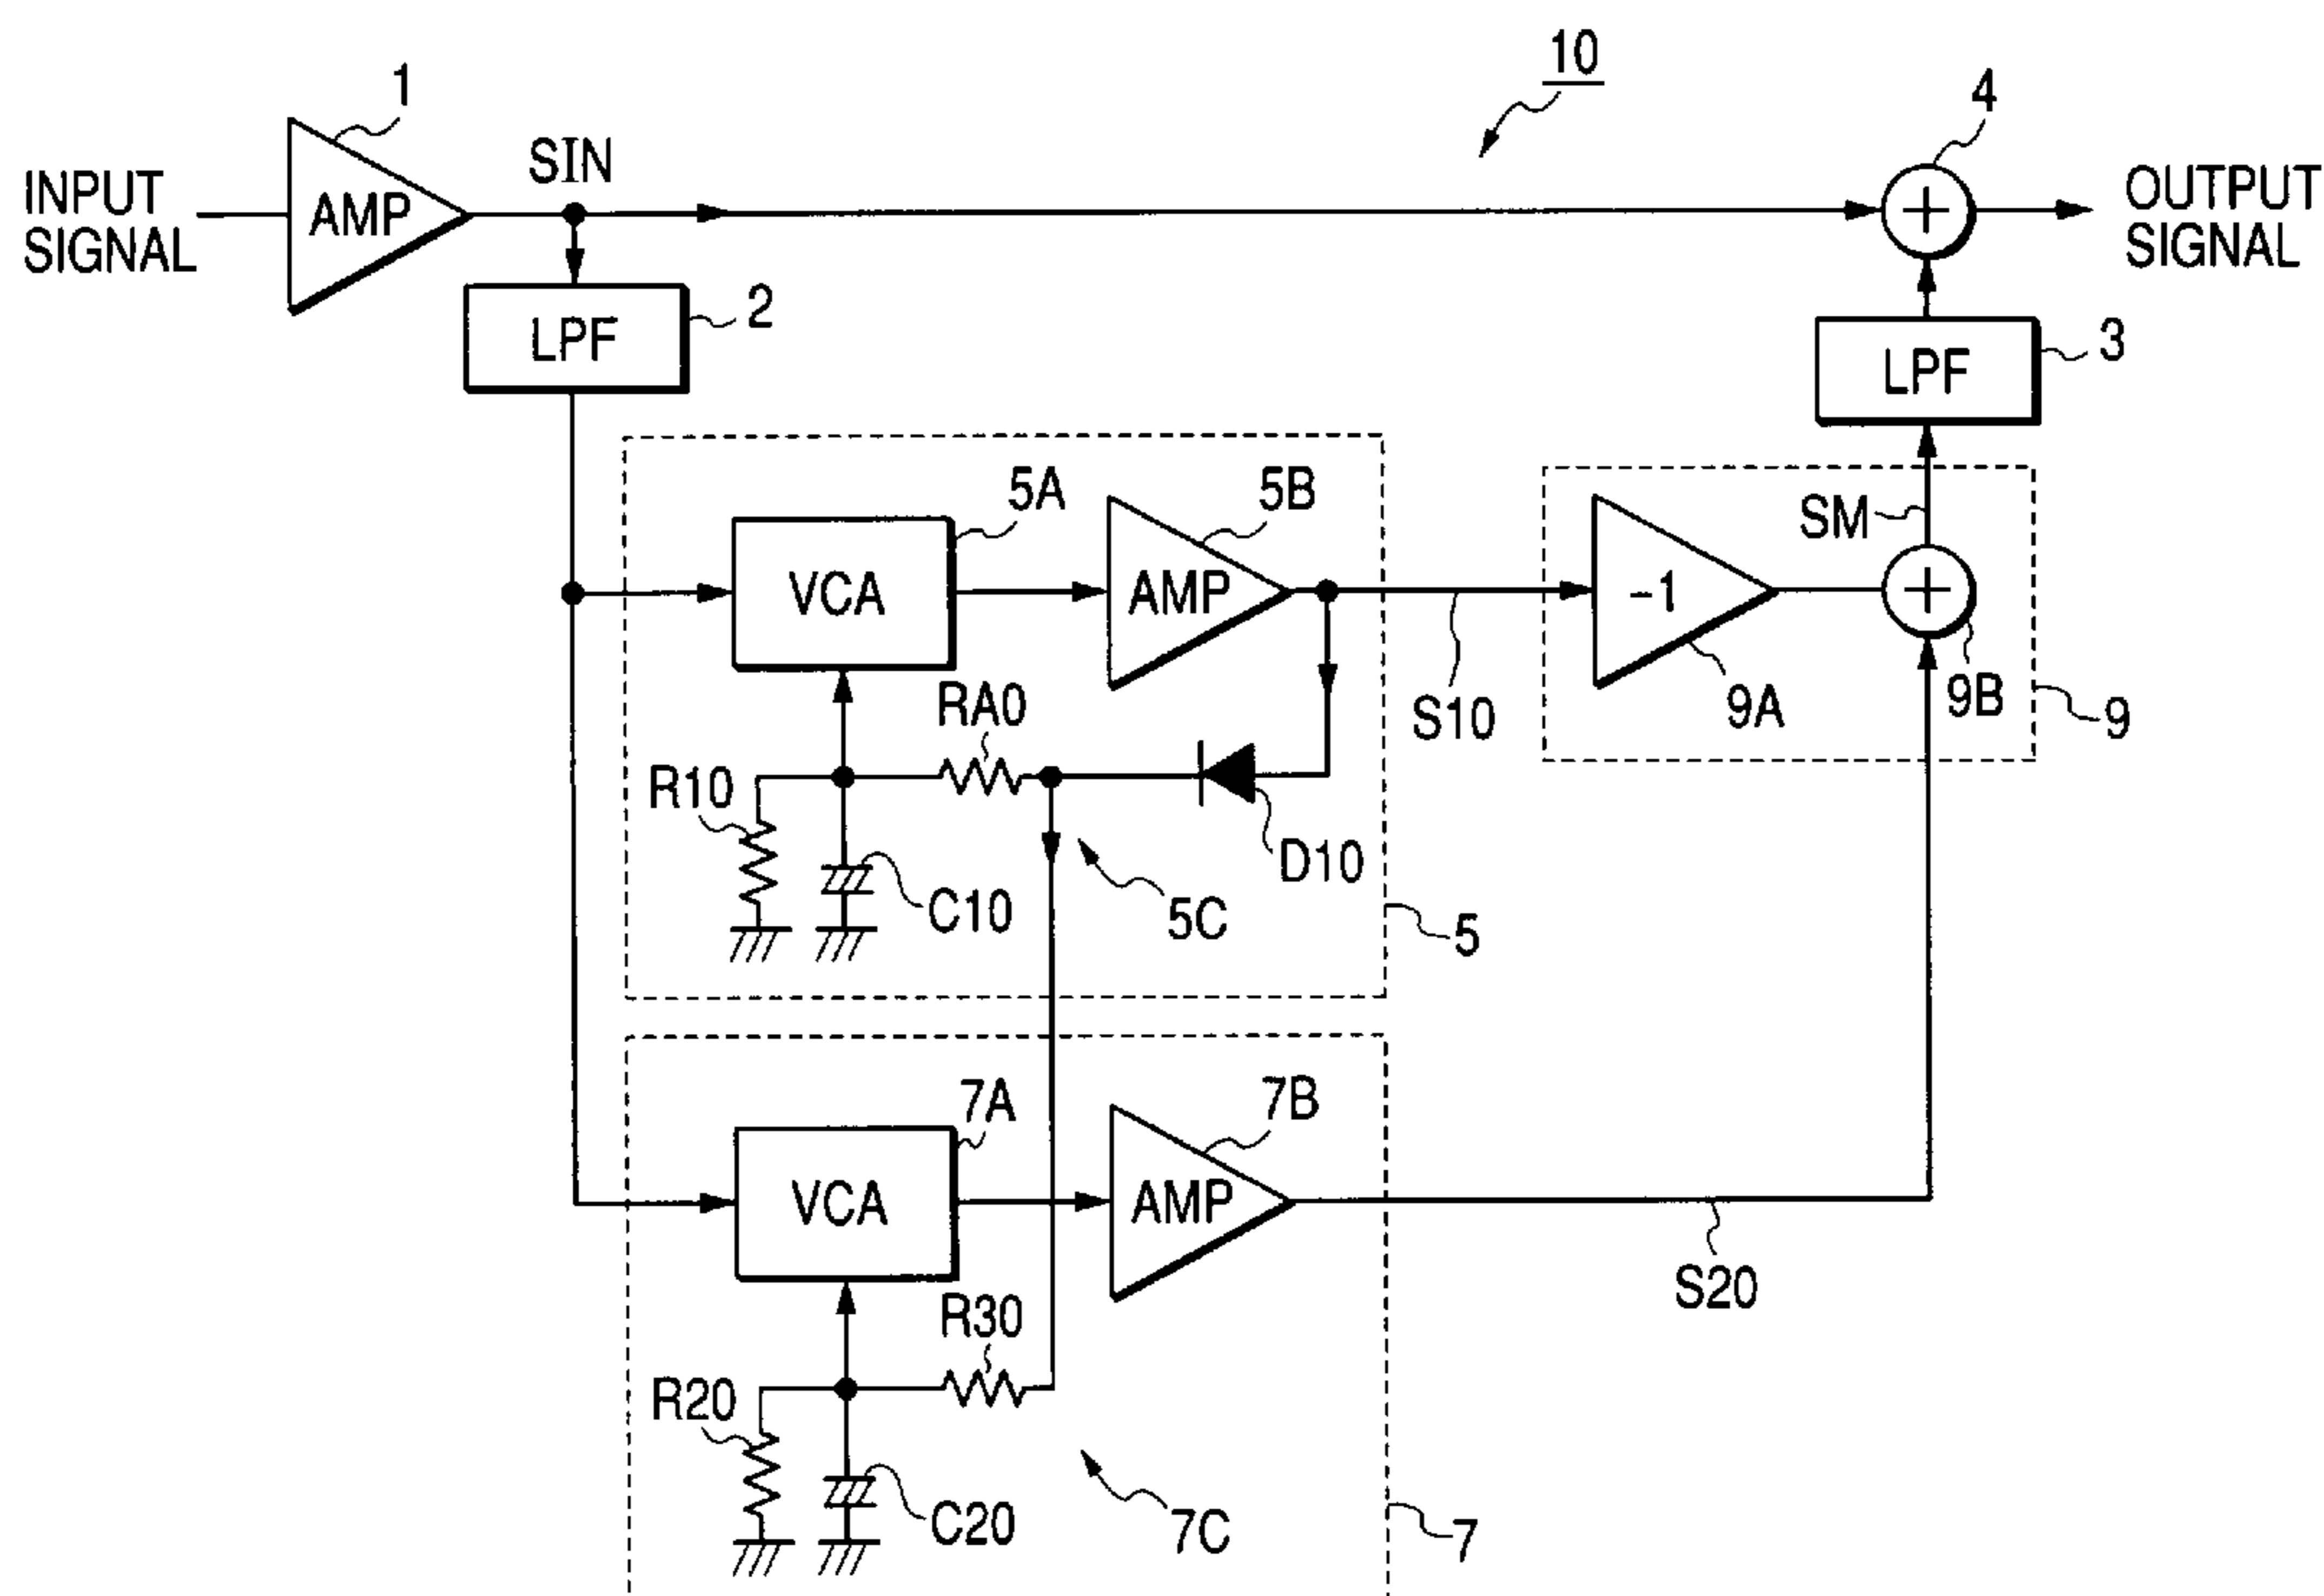 10
1
4
SIN
INPUT
SIGNAL
AMP
OUTPUT
SIGNAL
2
LPF
3
LPF
5A
5B
SM
VCA
AMP
-1
RA0
S10
9A
9B
9
R10
D10
C10
5C
5
7A
7B
VCA
AMP
R30
S20
R20
C20
7C
7